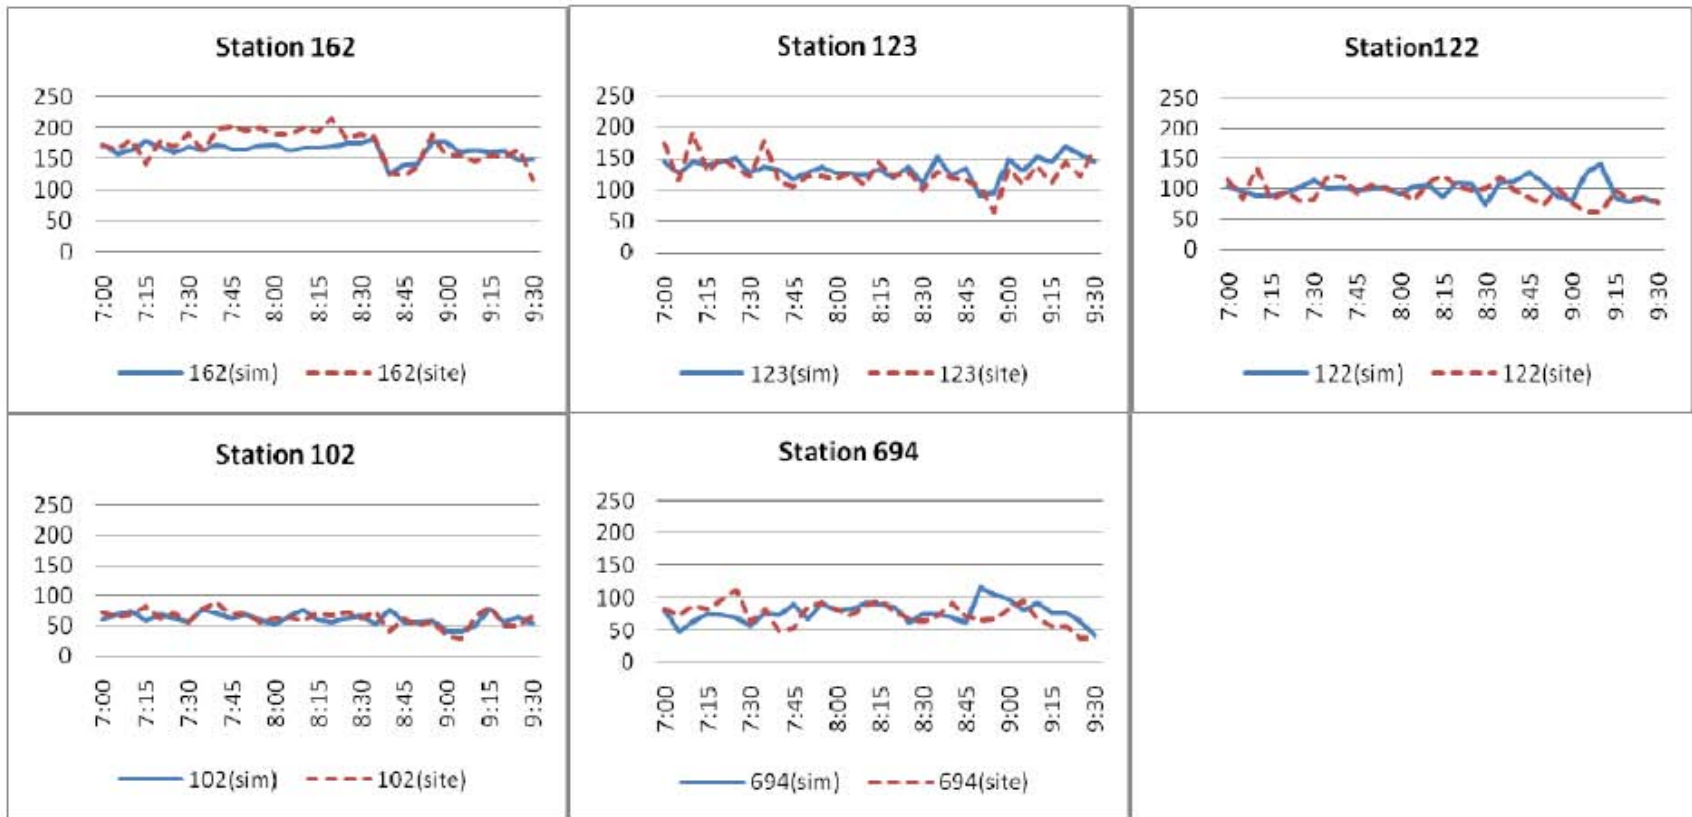 Station 162
250
200
150
100
50
0
7:00 7:15 7:30 7:45 8:00 8:15 8:30 8:45 9:00 9:15 9:30
162(sim) 162(site)
Station 123
250
200
150
100
50
0
7:00 7:15 7:30 7:45 8:00 8:15 8:30 8:45 9:00 9:15 9:30
123(sim) 123(site)
Station122
250
200
150
100
50
0
7:00 7:15 7:30 7:45 8:00 8:15 8:30 8:45 9:00 9:15 9:30
122(sim) 122(site)
Station 102
250
200
150
100
50
0
7:00 7:15 7:30 7:45 8:00 8:15 8:30 8:45 9:00 9:15 9:30
102(sim) 102(site)
Station 694
250
200
150
100
50
0
7:00 7:15 7:30 7:45 8:00 8:15 8:30 8:45 9:00 9:15 9:30
694(sim) 694(site)